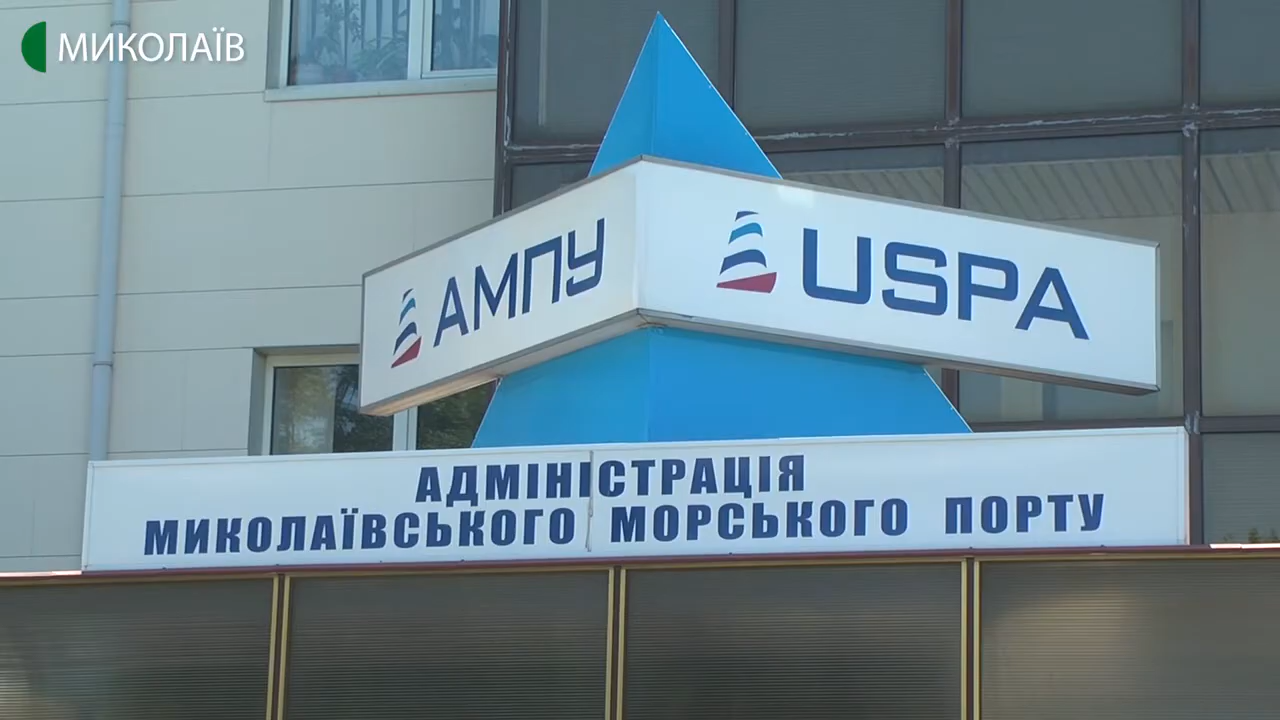 МИКОЛАЇВ
АМПУ
USPA
АДМІНІСТРАЦІЯ
МИКОЛАЇВСЬКОГО МОРСЬКОГО ПОРТУ